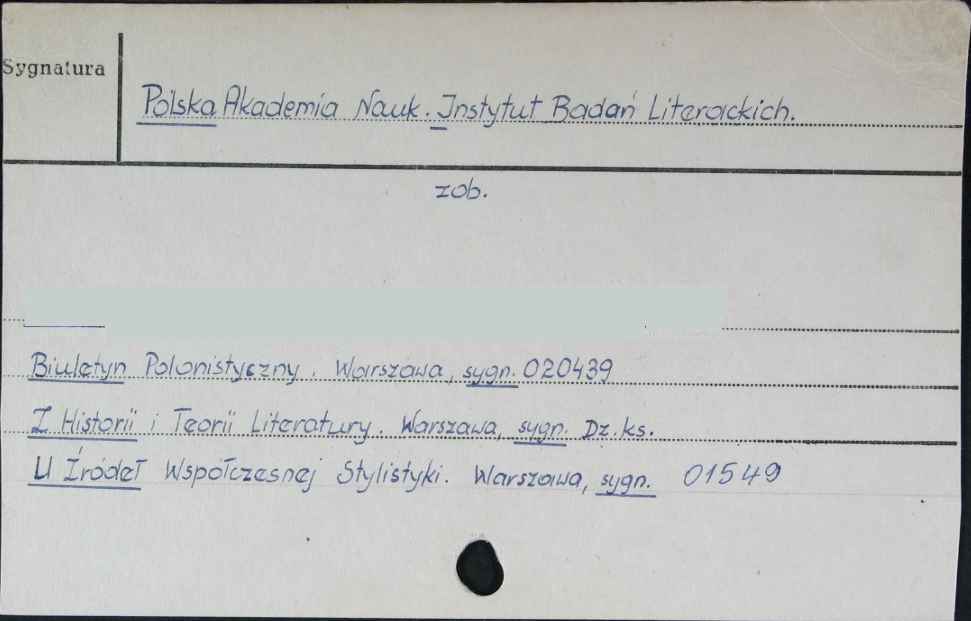 Sygnatura
Polska Akademia Nauk. Instytut Badań Literackich.
zob.
Biuletyn Polonistyczny. Warszawa, sygn. 020439
Z Historii i Teorii Literatury. Warszawa, sygn. Dz. ks.
U Źródeł Współczesnej Stylistyki. Warszawa, sygn. 01549